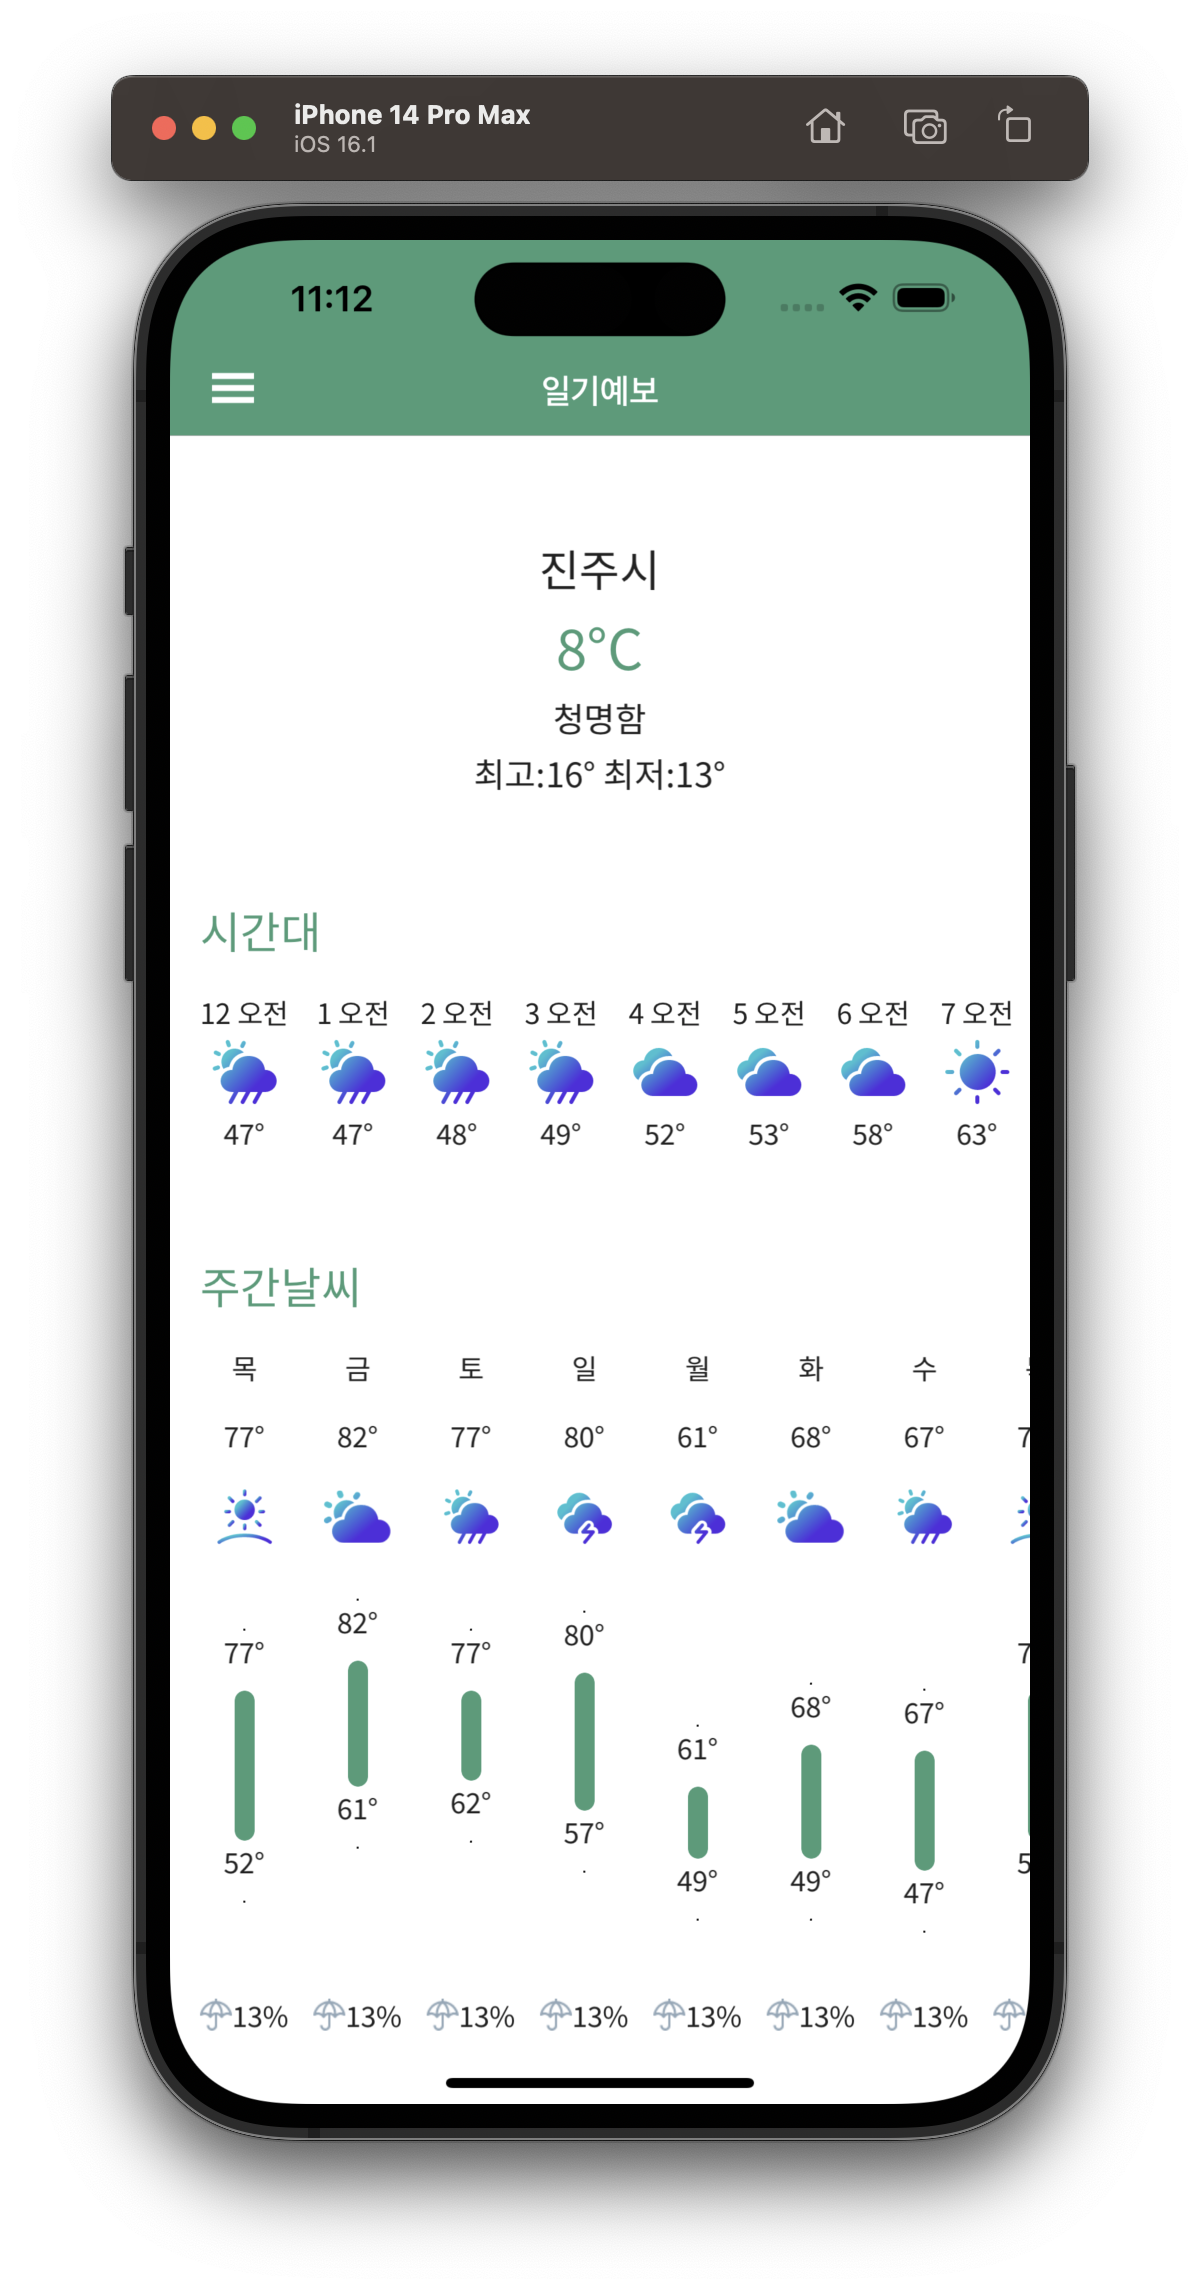 iPhone 14 Pro Max
iOS 16.1
11:12
일기예보
진주시
8°C
청명함
최고:16° 최저:13°
시간대
12 오전 1 오전 2 오전 3 오전 4 오전 5 오전 6 오전 7 오전
47° 47° 48° 49° 52° 53° 58° 63°
주간날씨
목 금 토 일 월 화 수
77° 82° 77° 80° 61° 68° 67°
77° 82° 77° 80° 61° 68° 67°
52° 61° 62° 57° 49° 49° 47°
13% 13% 13% 13% 13% 13% 13%